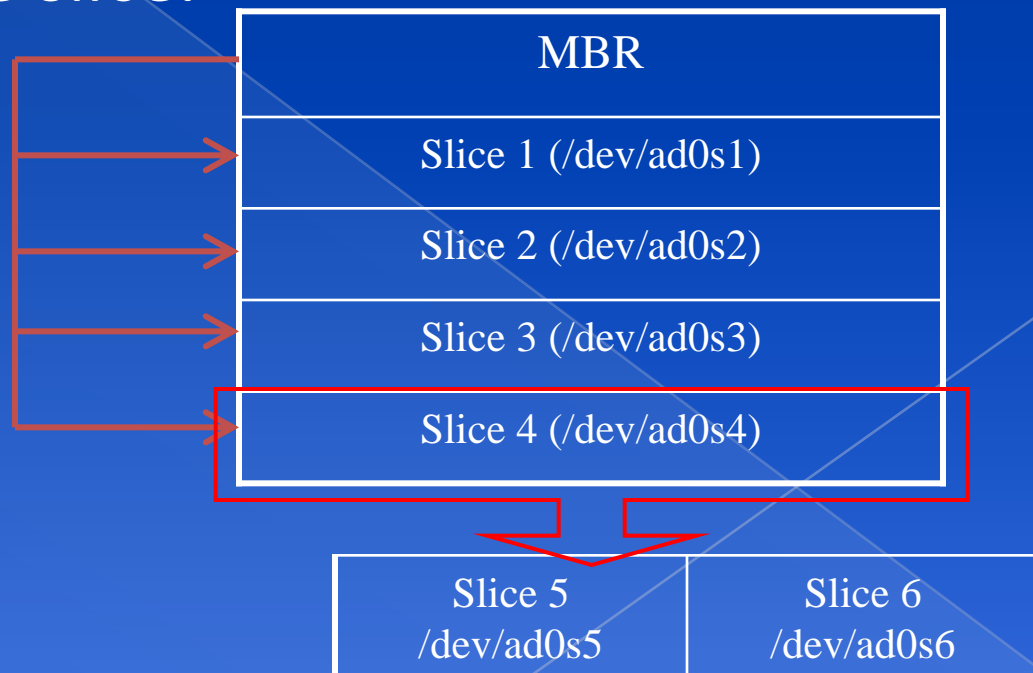 MBR
Slice 1 (/dev/ad0s1)
Slice 2 (/dev/ad0s2)
Slice 3 (/dev/ad0s3)
Slice 4 (/dev/ad0s4)
Slice 5
/dev/ad0s5
Slice 6
/dev/ad0s6